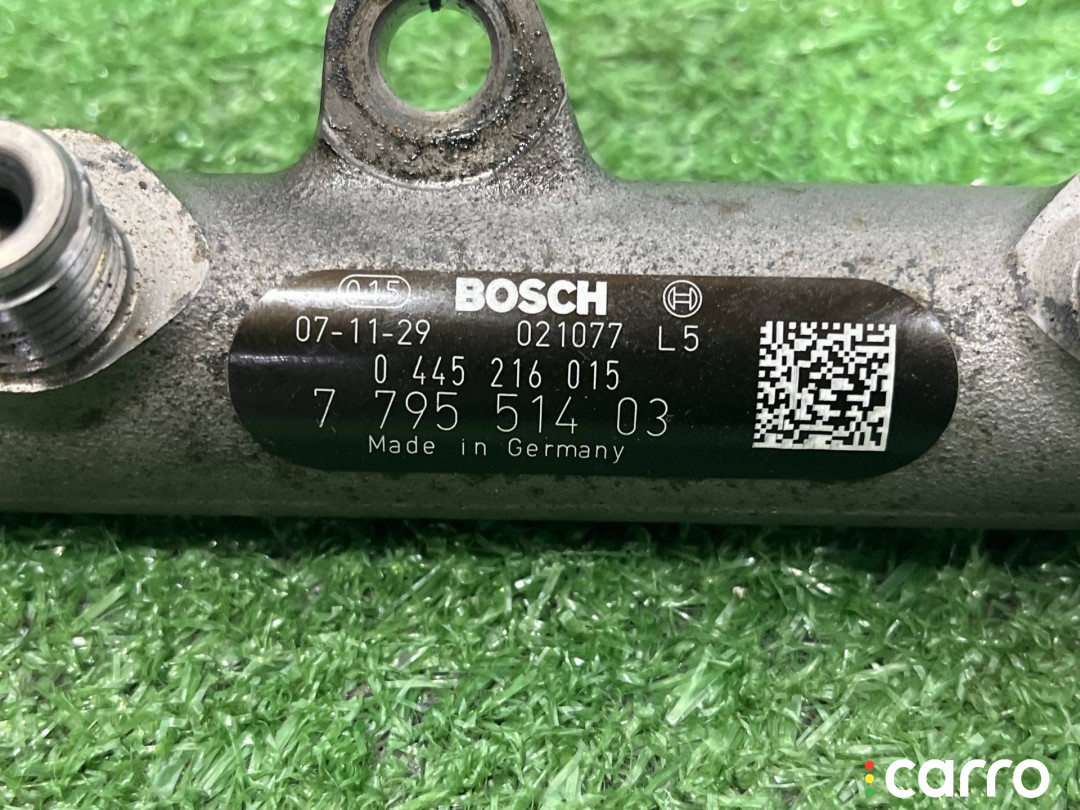 015 BOSCH
07-11-29 021077 L5
0 445 216 015
7 795 514 03
Made in Germany
carro